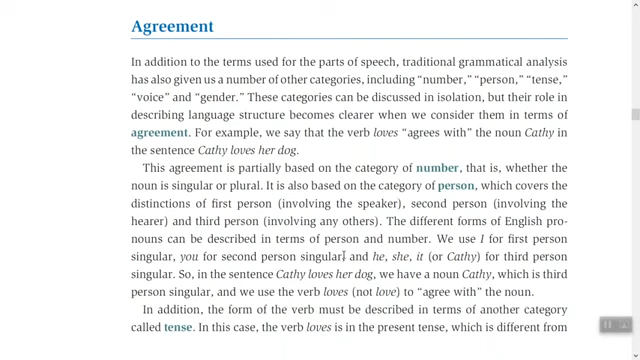 Agreement
In addition to the terms used for the parts of speech, traditional grammatical analysis
has also given us a number of other categories, including “number,” “person,” “tense,”
“voice” and “gender.” These categories can be discussed in isolation, but their role in
describing language structure becomes clearer when we consider them in terms of
agreement. For example, we say that the verb loves “agrees with” the noun Cathy in
the sentence Cathy loves her dog.
This agreement is partially based on the category of number, that is, whether the
noun is singular or plural. It is also based on the category of person, which covers the
distinctions of first person (involving the speaker), second person (involving the
hearer) and third person (involving any others). The different forms of English pro-
nouns can be described in terms of person and number. We use I for first person
singular, you for second person singular, and he, she, it (or Cathy) for third person
singular. So, in the sentence Cathy loves her dog, we have a noun Cathy, which is third
person singular, and we use the verb loves (not love) to “agree with” the noun.
In addition, the form of the verb must be described in terms of another category
called tense. In this case, the verb loves is in the present tense, which is different from